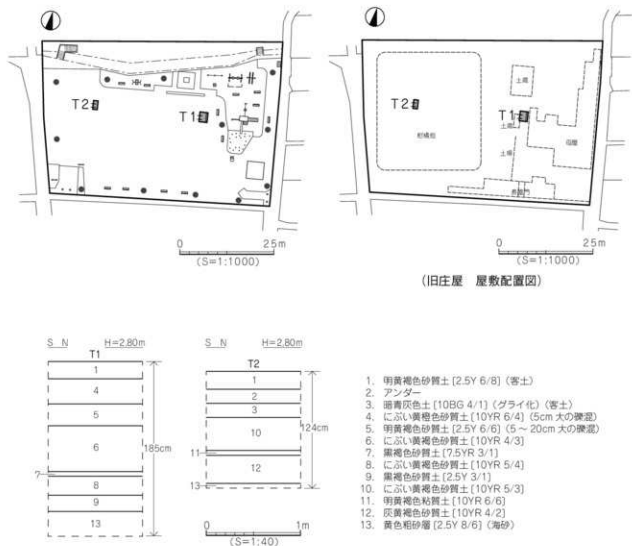 T2
T1
0 25m
(S=1:1000)
T2
T1
土蔵
土蔵
土塀
母屋
長屋門
0 25m
(S=1:1000)
(旧庄屋 屋敷配置図)
S N H=2.80m
T1
1
4
5
6
7
8
9
13
185cm
S N H=2.80m
T2
1
2
3
10
11
12
13
124cm
0 1m
(S=1:40)
1. 明黄褐色砂質土 [2.5Y 6/8] (客土)
2. アンダー
3. 暗青灰色土 [10BG 4/1] (グライ化) (客土)
4. にぶい黄橙色砂質土 [10YR 6/4] (5cm 大の礫混)
5. 明黄褐色砂質土 [2.5Y 6/6] (5～20cm 大の礫混)
6. にぶい黄褐色砂質土 [10YR 4/3]
7. 黒褐色砂質土 [7.5YR 3/1]
8. にぶい黄褐色砂質土 [10YR 5/4]
9. 黒褐色砂質土 [2.5Y 3/1]
10. にぶい黄褐色砂質土 [10YR 5/3]
11. 明黄褐色粘質土 [10YR 6/6]
12. 灰黄褐色砂質土 [10YR 4/2]
13. 黄色粗砂層 [2.5Y 8/6] (海砂)